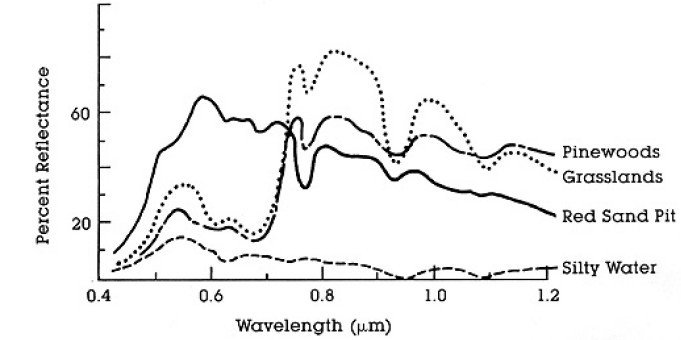 Percent Reflectance
60
20
0.4
0.6
0.8
1.0
1.2
Wavelength (μm)
Pinewoods
Grasslands
Red Sand Pit
Silty Water